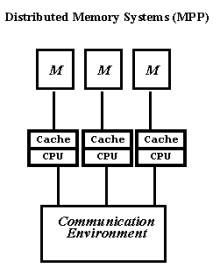 Distributed Memory Systems (MPP)
M M M
Cache Cache Cache
CPU CPU CPU
Communication
Environment